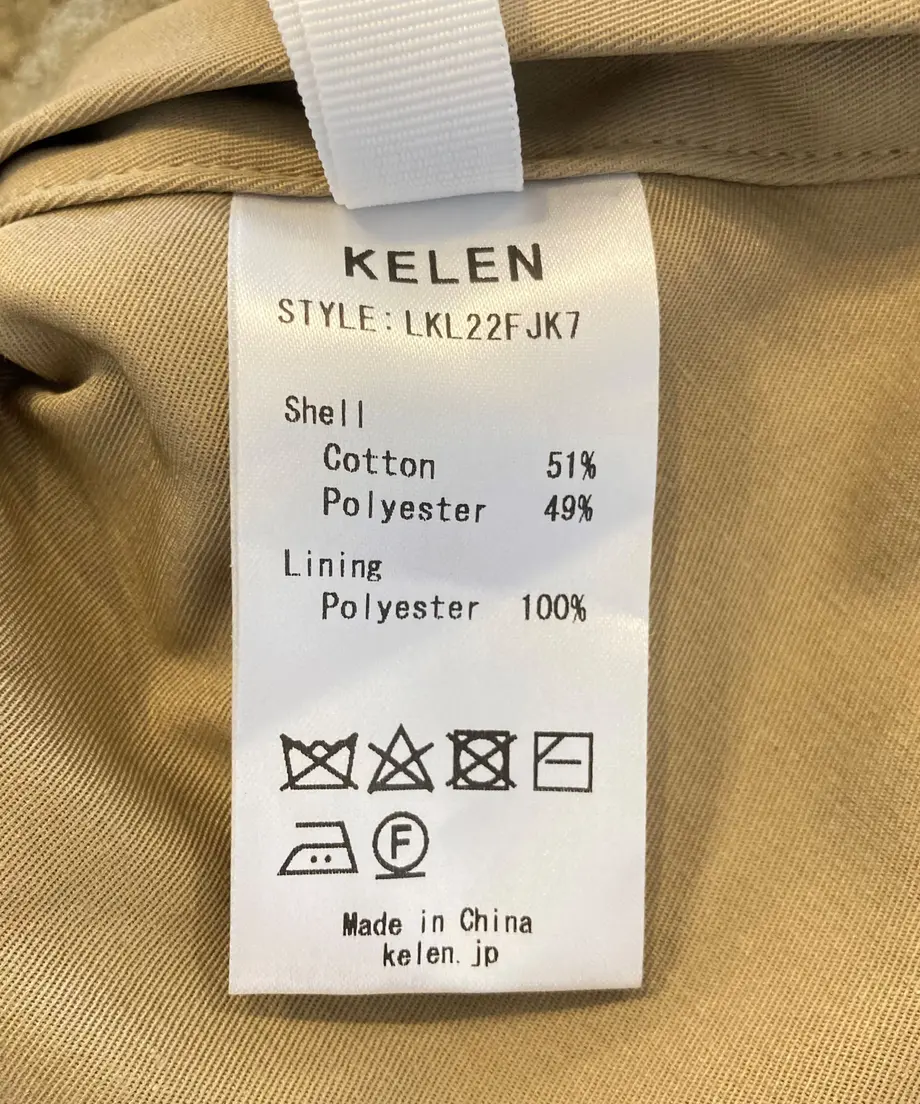 KELEN
STYLE: LKL22FJK7
Shell
Cotton 51%
Polyester 49%
Lining
Polyester 100%
F
Made in China
kelen.jp